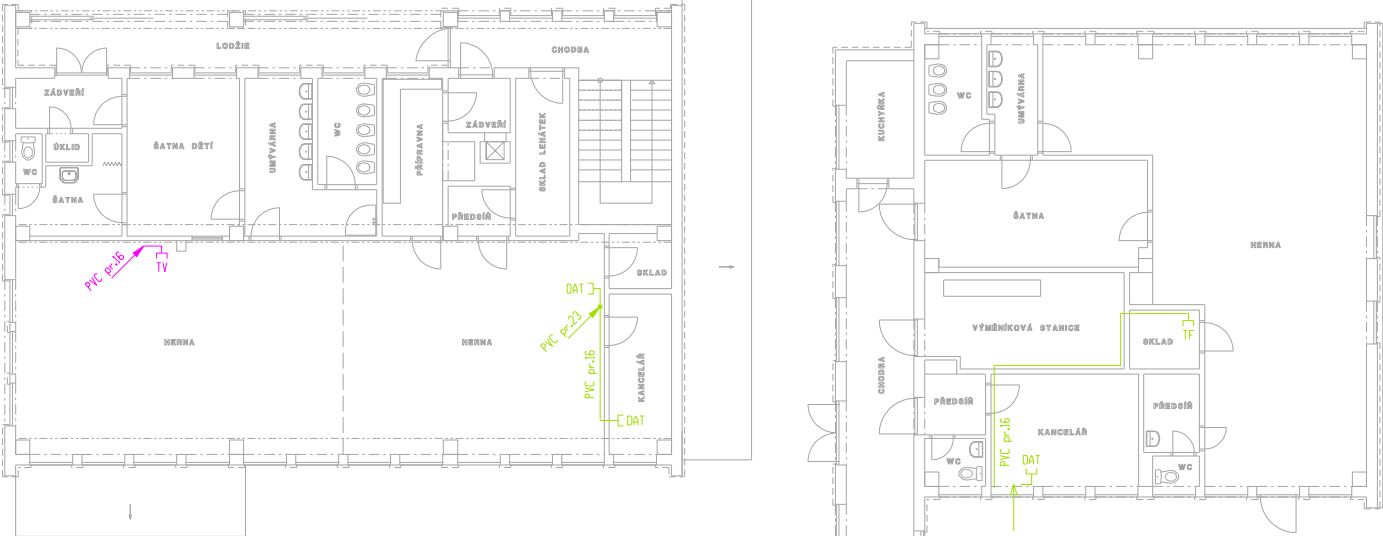 LODŽIE
CHODBA
ZÁDVEŘÍ
ÚKLID
WC
ŠATNA
ŠATNA DĚTÍ
UMÝVÁRNA
WC
PŘÍPRAVNA
ZÁDVEŘÍ
SKLAD LEHÁTEK
PŘEDSÍŇ
PVC pr.16
TV
SKLAD
DAT
PVC pr.23
HERNA
HERNA
PVC pr.16
KANCELÁŘ
DAT
KUCHYŇKA
WC
UMÝVÁRNA
ŠATNA
HERNA
VÝMĚNÍKOVÁ STANICE
SKLAD
TF
CHODBA
PŘEDSÍŇ
PŘEDSÍŇ
KANCELÁŘ
PVC pr.16
DAT
WC
WC